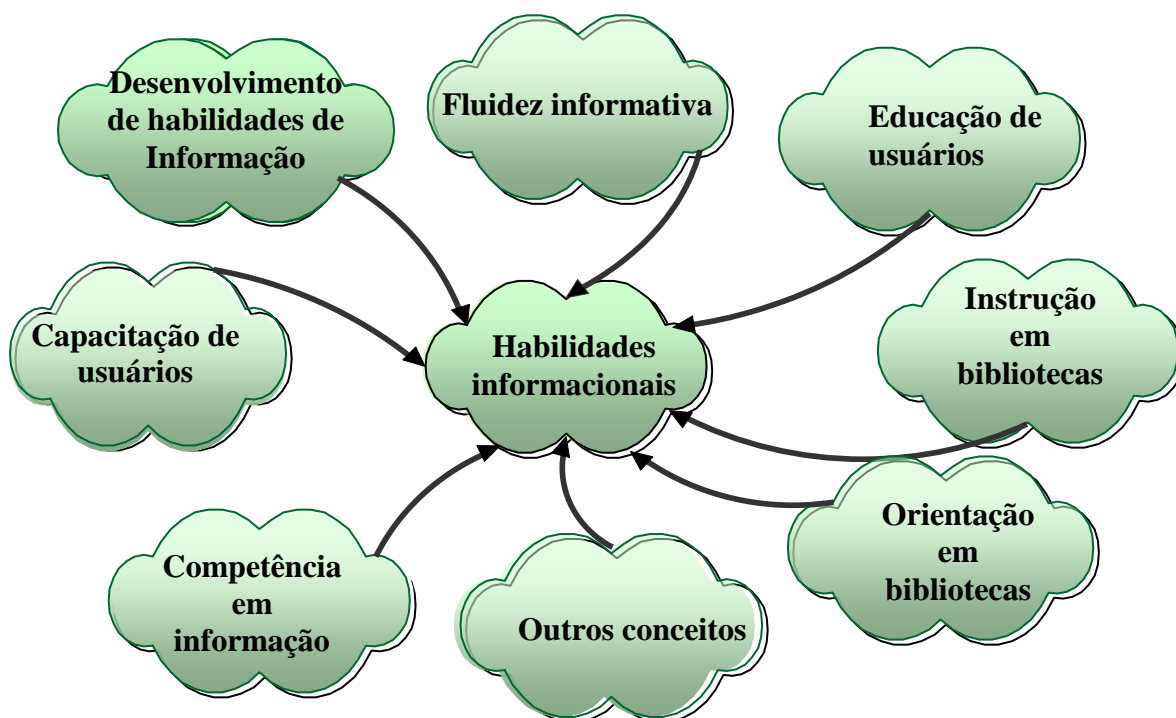 Desenvolvimento
de habilidades de
Informação
Fluidez informativa
Educação de
usuários
Capacitação de
usuários
Habilidades
informacionais
Instrução
em
bibliotecas
Competência
em
informação
Outros conceitos
Orientação
em
bibliotecas